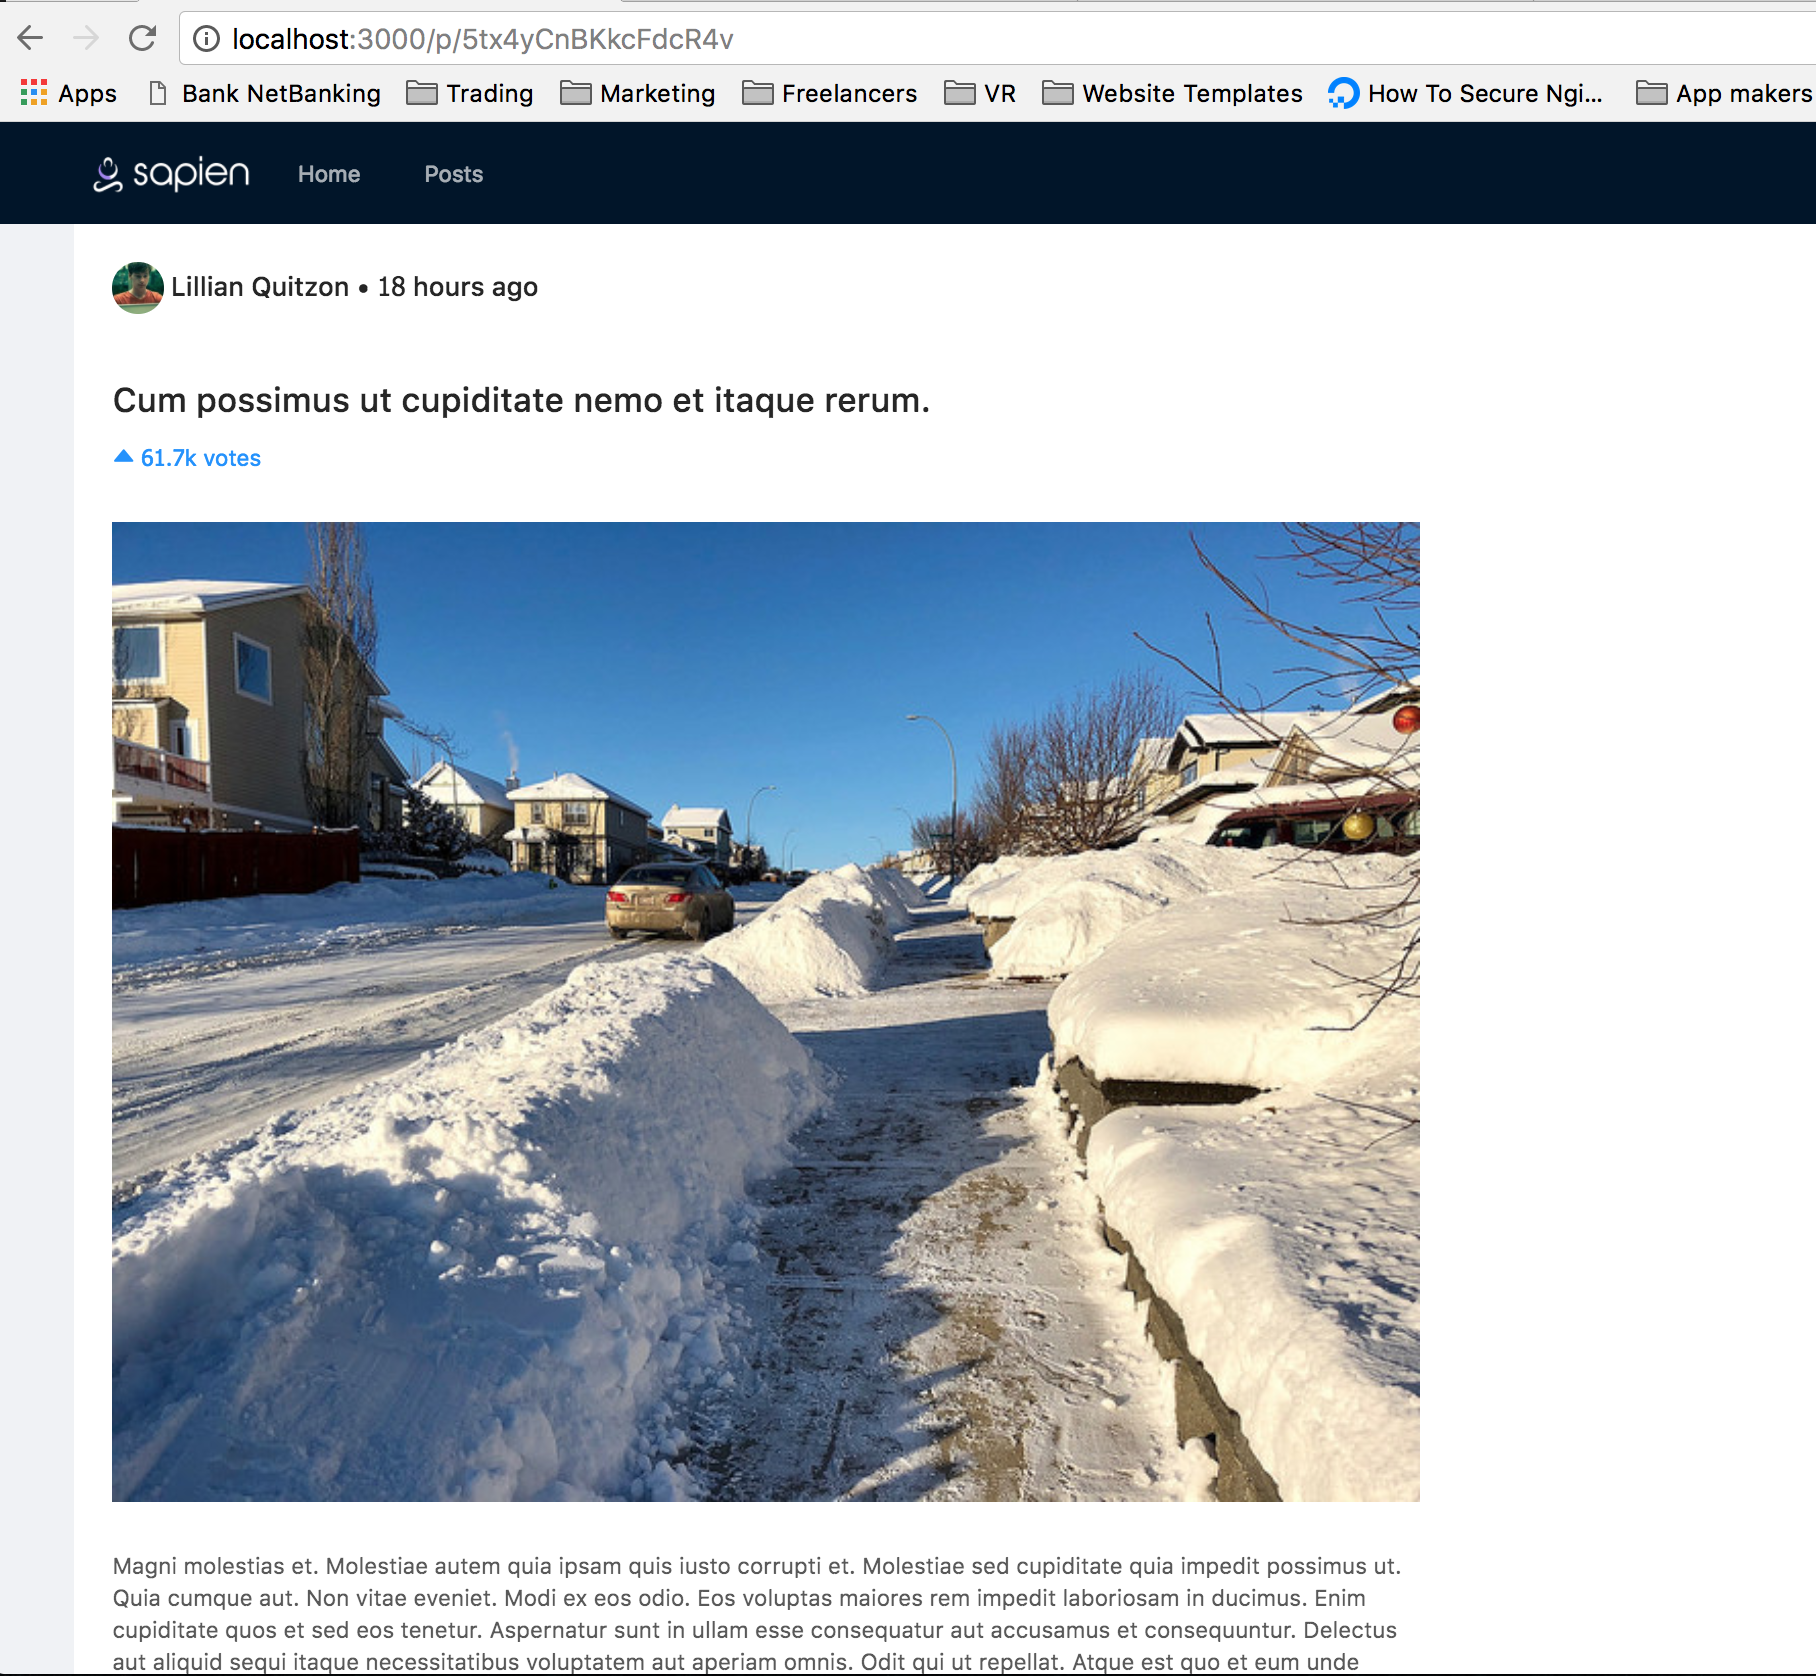 localhost:3000/p/5tx4yCnBKkcFdcR4v
Apps Bank NetBanking Trading Marketing Freelancers VR Website Templates How To Secure Ngi... App makers
sapien Home Posts
Lillian Quitzon • 18 hours ago
Cum possimus ut cupiditate nemo et itaque rerum.
61.7k votes
Magni molestias et. Molestiae autem quia ipsam quis iusto corrupti et. Molestiae sed cupiditate quia impedit possimus ut.
Quia cumque aut. Non vitae eveniet. Modi ex eos odio. Eos voluptas maiores rem impedit laboriosam in ducimus. Enim
cupiditate quos et sed eos tenetur. Aspernatur sunt in ullam esse consequatur aut accusamus et consequuntur. Delectus
aut aliquid sequi itaque necessitatibus voluptatem aut aperiam omnis. Odit qui ut repellat. Atque est quo et eum unde